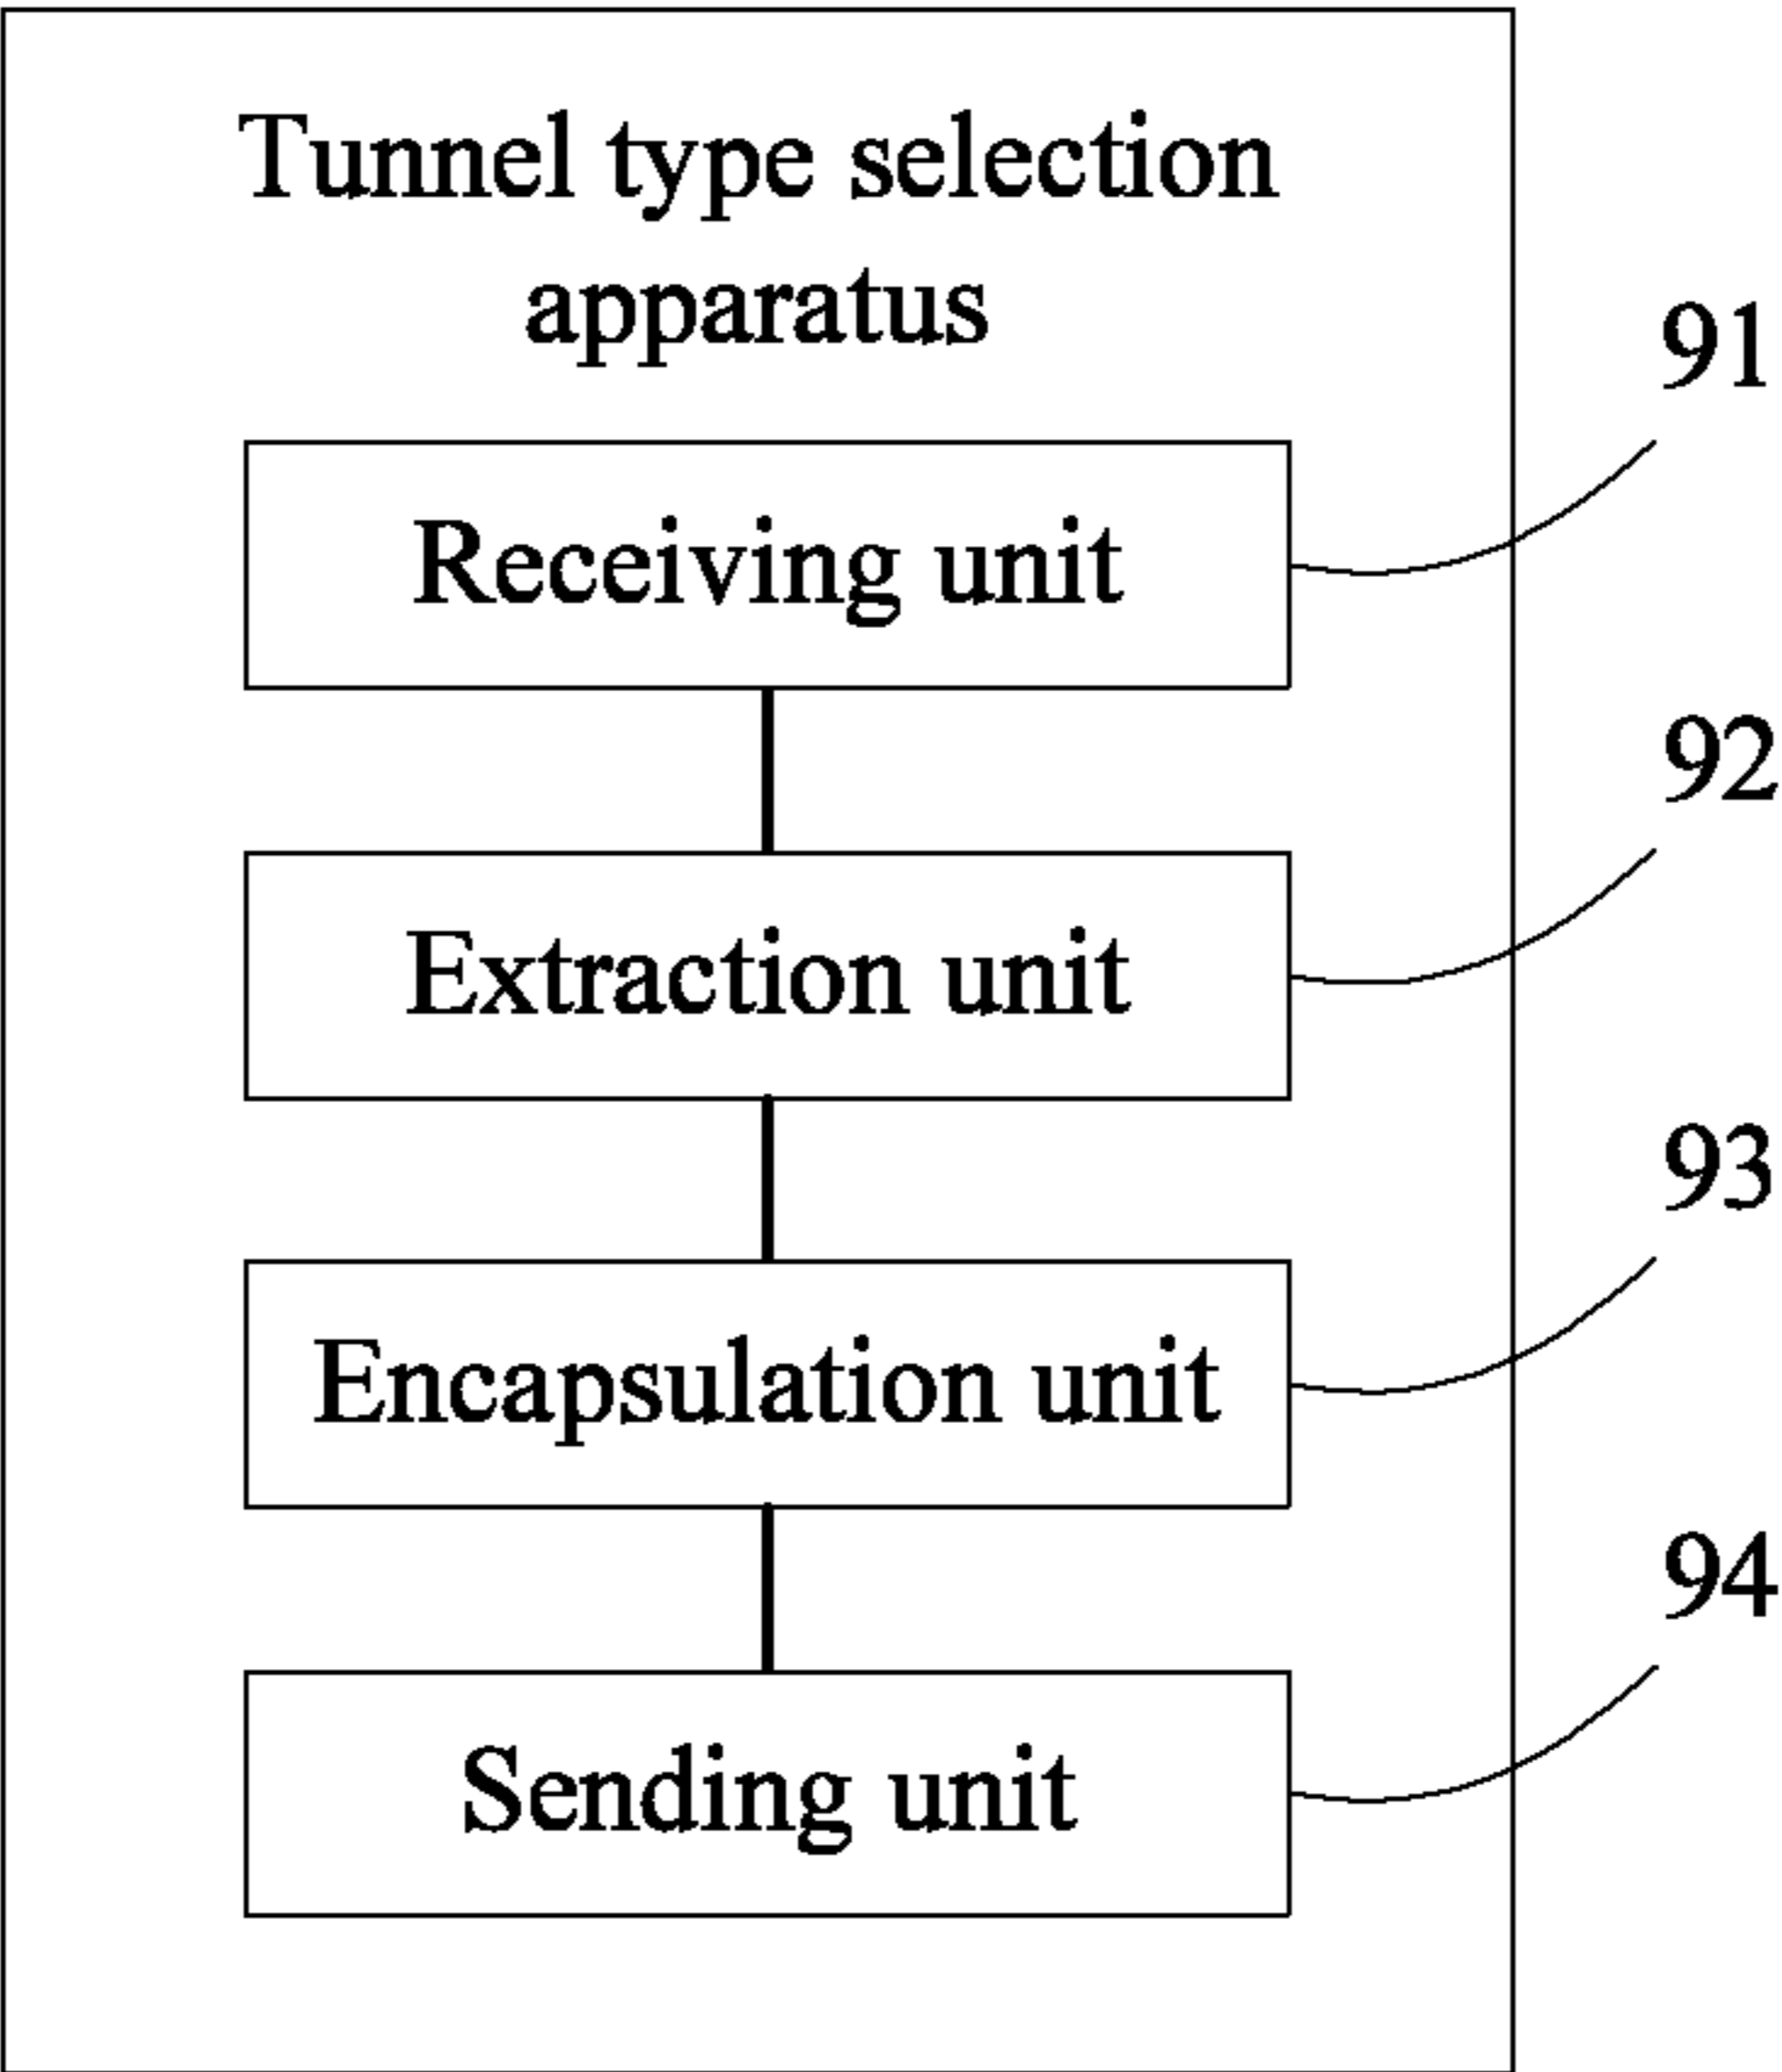 Tunnel type selection
apparatus
91
Receiving unit
92
Extraction unit
93
Encapsulation unit
94
Sending unit